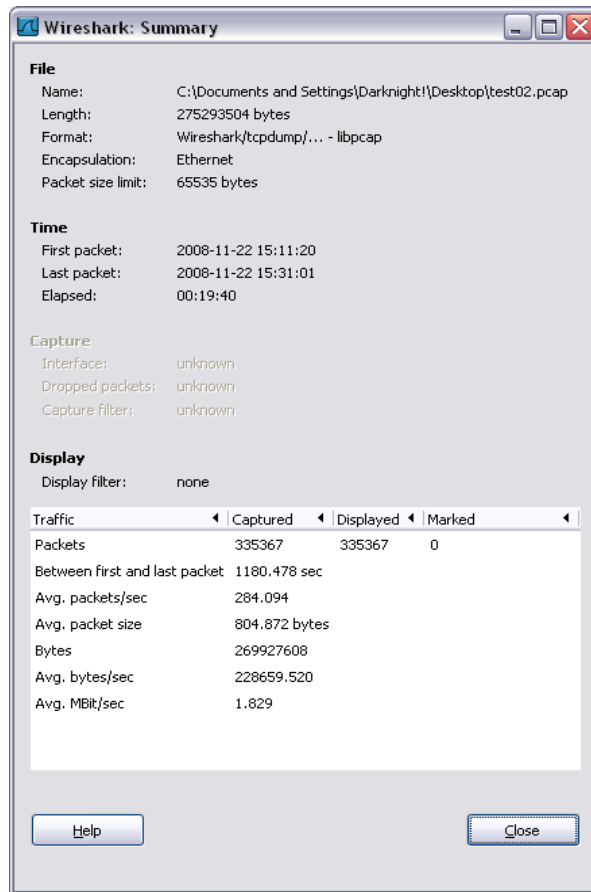 Wireshark: Summary
File
Name: C:\Documents and Settings\Darknight!\Desktop\test02.pcap
Length: 275293504 bytes
Format: Wireshark/tcpdump/... - libpcap
Encapsulation: Ethernet
Packet size limit: 65535 bytes
Time
First packet: 2008-11-22 15:11:20
Last packet: 2008-11-22 15:31:01
Elapsed: 00:19:40
Capture
Interface: unknown
Dropped packets: unknown
Capture filter: unknown
Display
Display filter: none
Traffic Captured Displayed Marked
Packets 335367 335367 0
Between first and last packet 1180.478 sec
Avg. packets/sec 284.094
Avg. packet size 804.872 bytes
Bytes 269927608
Avg. bytes/sec 228659.520
Avg. MBit/sec 1.829
Help Close